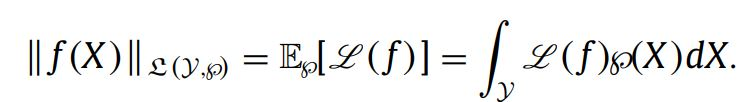 ‖f(X)‖_{𝔏(𝒴,℘)} = 𝔼_℘[ℒ(f)] = ∫_𝒴 ℒ(f)℘(X)dX.